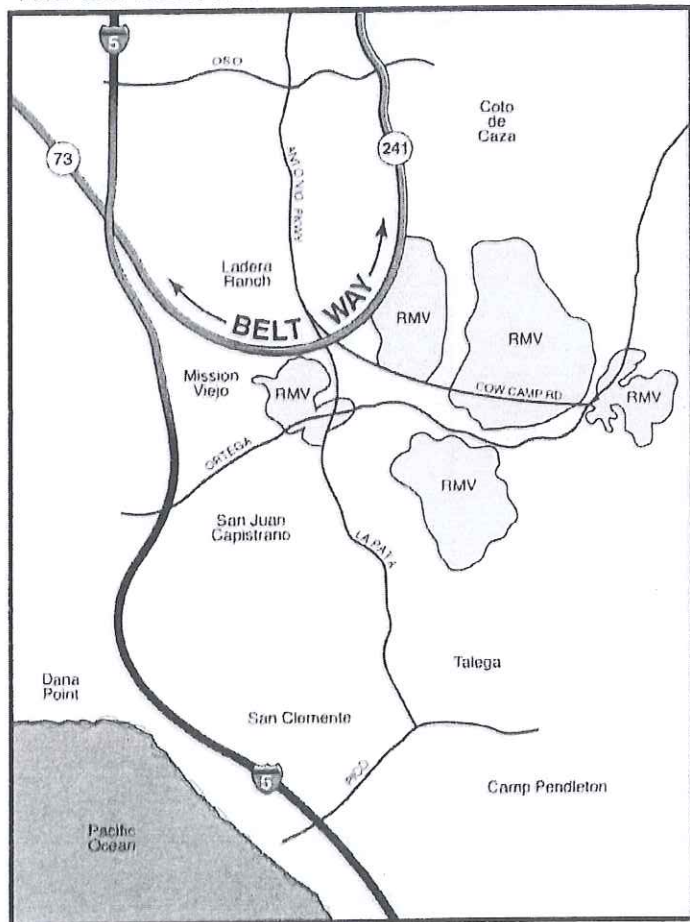 5
OSO
Coto
de
Caza
73
241
ANTONIO PKWY
Ladera
Ranch
BELT WAY
RMV
RMV
Mission
Viejo
RMV
COW CAMP RD
RMV
ORTEGA
RMV
San Juan
Capistrano
LA PATA
Talega
Dana
Point
San Clemente
PICO
5
Camp Pendleton
Pacific
Ocean